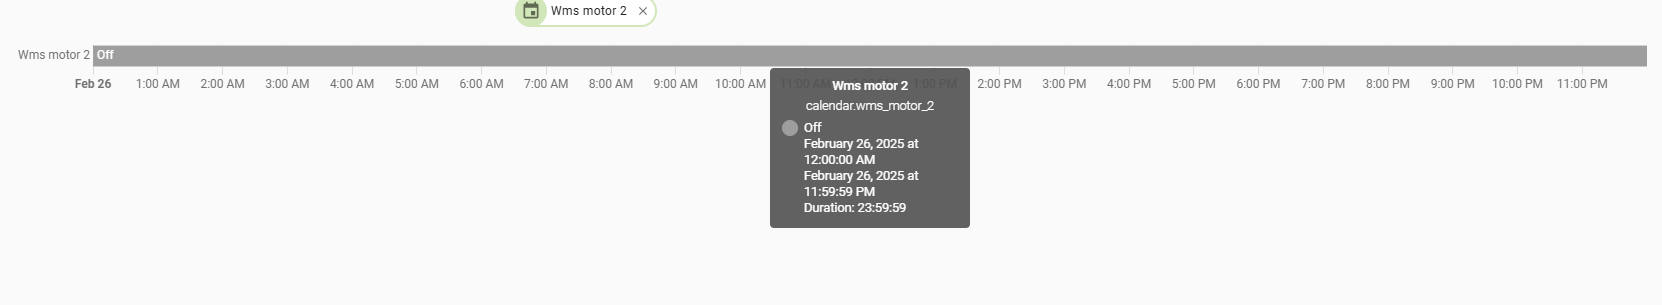 Wms motor 2
Wms motor 2 Off
Feb 26 1:00 AM 2:00 AM 3:00 AM 4:00 AM 5:00 AM 6:00 AM 7:00 AM 8:00 AM 9:00 AM 10:00 AM 11:00 AM 1:00 PM 2:00 PM 3:00 PM 4:00 PM 5:00 PM 6:00 PM 7:00 PM 8:00 PM 9:00 PM 10:00 PM 11:00 PM
Wms motor 2
calendar.wms_motor_2
Off
February 26, 2025 at
12:00:00 AM
February 26, 2025 at
11:59:59 PM
Duration: 23:59:59